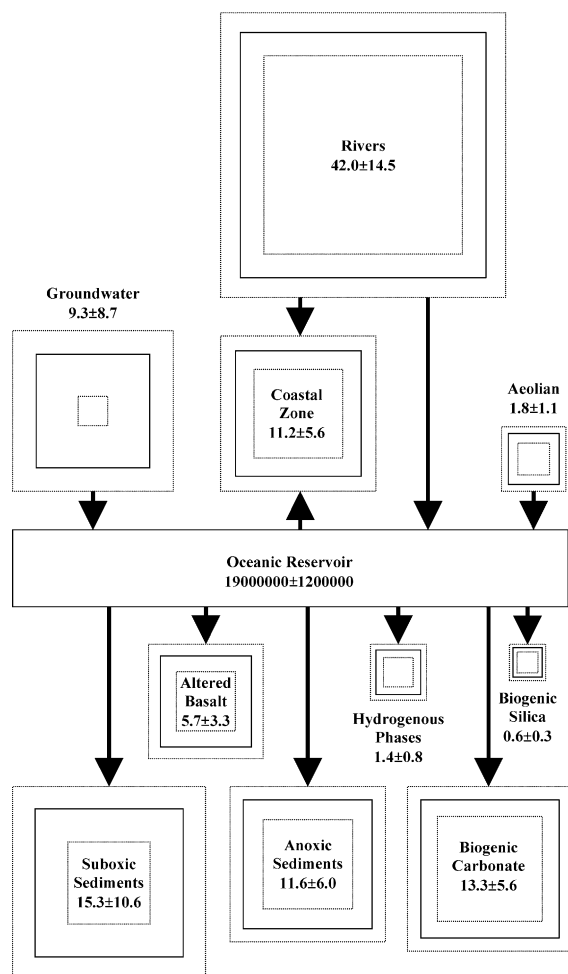 Rivers
42.0±14.5
Groundwater
9.3±8.7
Coastal
Zone
11.2±5.6
Aeolian
1.8±1.1
Oceanic Reservoir
19000000±1200000
Altered
Basalt
5.7±3.3
Hydrogenous
Phases
1.4±0.8
Biogenic
Silica
0.6±0.3
Suboxic
Sediments
15.3±10.6
Anoxic
Sediments
11.6±6.0
Biogenic
Carbonate
13.3±5.6